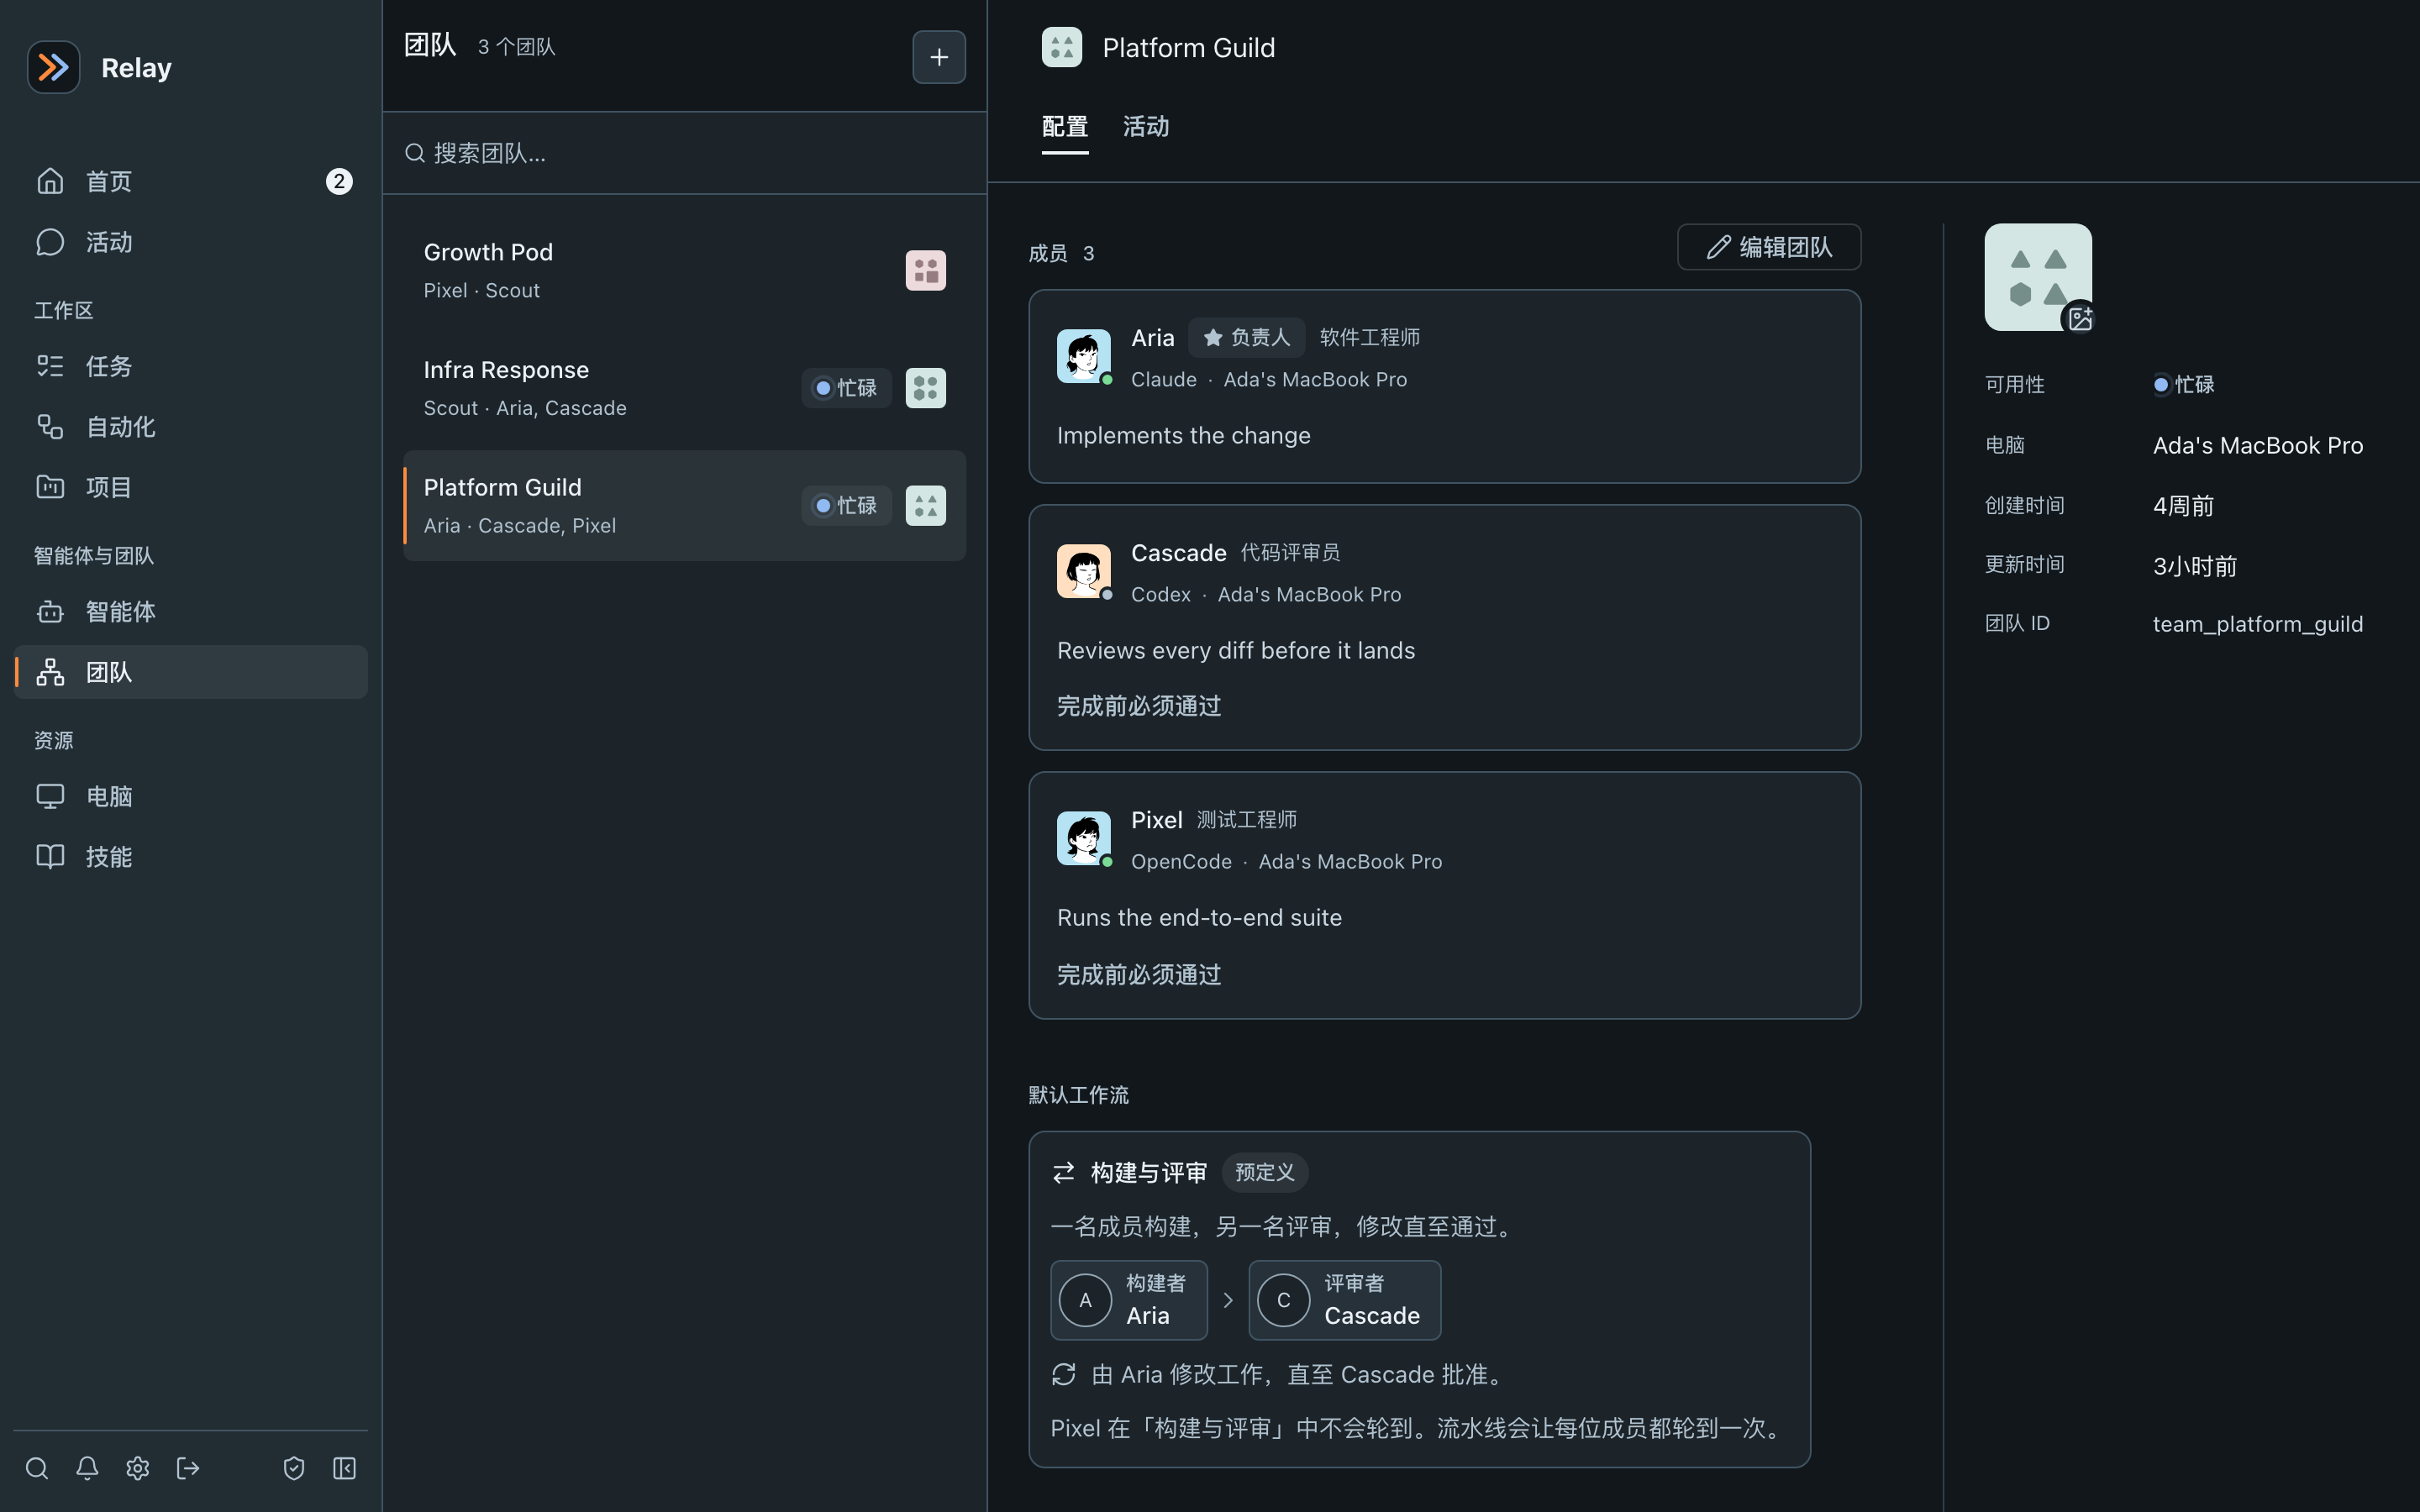 Relay
首页
2
活动
工作区
任务
自动化
项目
智能体与团队
智能体
团队
资源
电脑
技能
团队 3 个团队
搜索团队...
Growth Pod
Pixel · Scout
Infra Response
Scout · Aria, Cascade
忙碌
Platform Guild
Aria · Cascade, Pixel
忙碌
Platform Guild
配置 活动
成员 3
编辑团队
Aria 负责人 软件工程师
Claude · Ada's MacBook Pro
Implements the change
Cascade 代码评审员
Codex · Ada's MacBook Pro
Reviews every diff before it lands
完成前必须通过
Pixel 测试工程师
OpenCode · Ada's MacBook Pro
Runs the end-to-end suite
完成前必须通过
默认工作流
构建与评审 预定义
一名成员构建，另一名评审，修改直至通过。
A
构建者
Aria
C
评审者
Cascade
由 Aria 修改工作，直至 Cascade 批准。
Pixel 在「构建与评审」中不会轮到。流水线会让每位成员都轮到一次。
可用性 忙碌
电脑 Ada's MacBook Pro
创建时间 4周前
更新时间 3小时前
团队 ID team_platform_guild